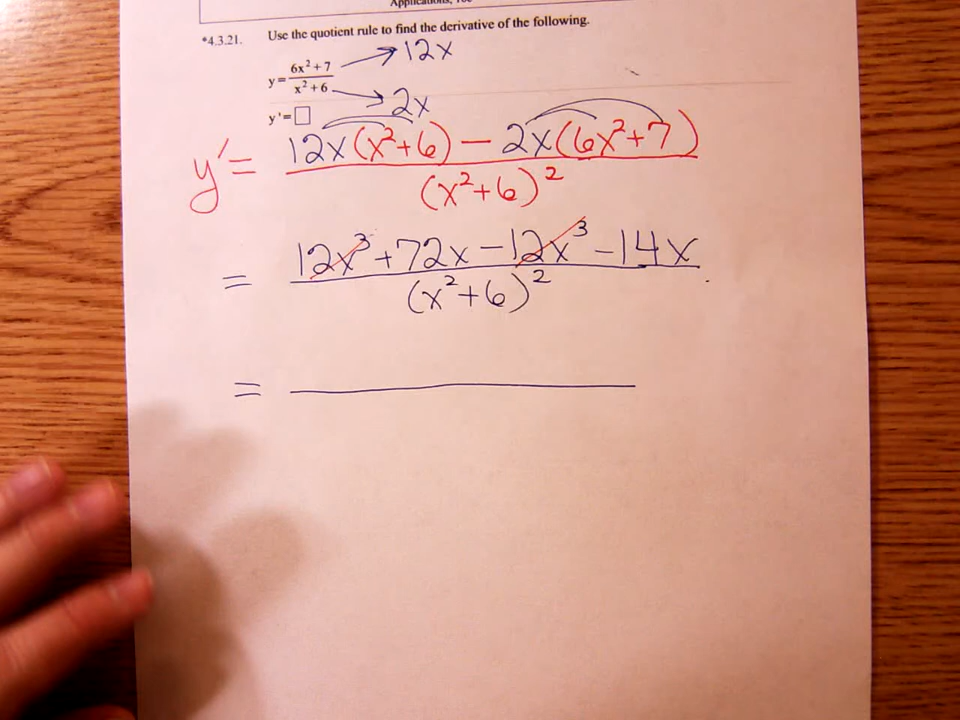 Applications, 10e
*4.3.21. Use the quotient rule to find the derivative of the following.
y = (6x² + 7)/(x² + 6) → 12x → 2x
y' = □
y' = (12x(x²+6) − 2x(6x²+7))/(x²+6)²
= (12x³ + 72x − 12x³ − 14x)/(x²+6)²
=